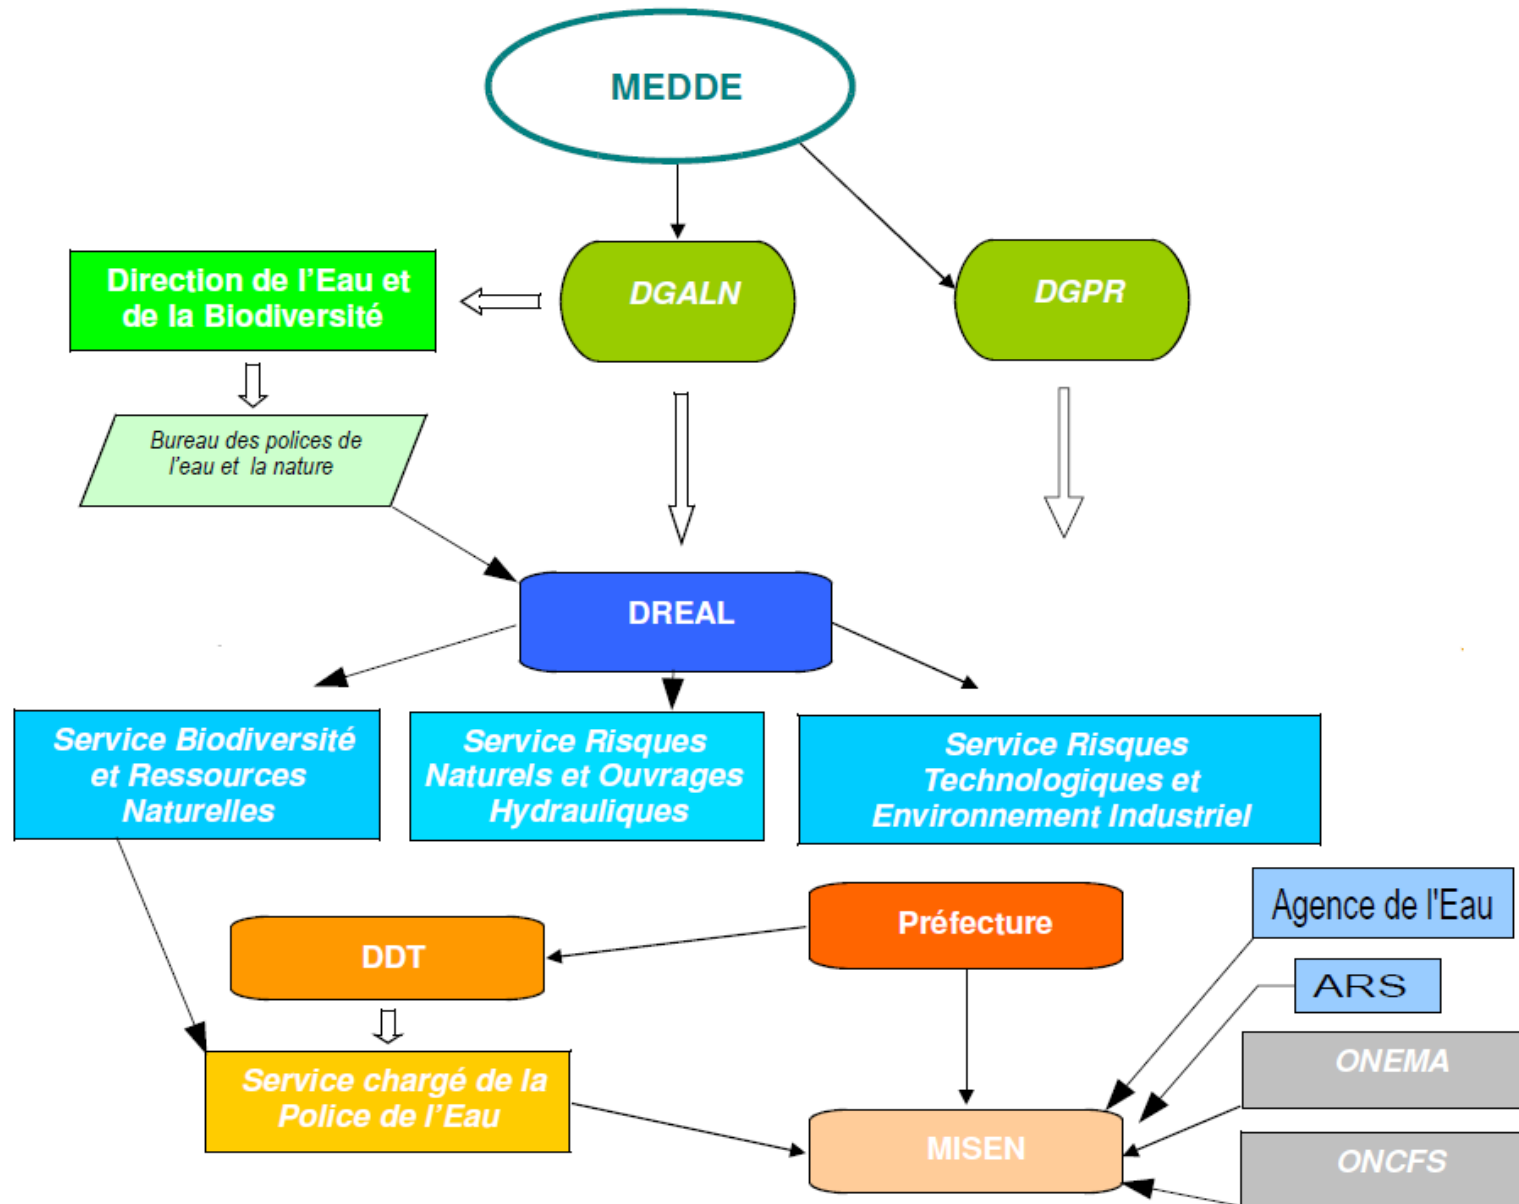 MEDDE
Direction de l'Eau et
de la Biodiversité
DGALN
DGPR
Bureau des polices de
l'eau et la nature
DREAL
Service Biodiversité
et Ressources
Naturelles
Service Risques
Naturels et Ouvrages
Hydrauliques
Service Risques
Technologiques et
Environnement Industriel
Agence de l'Eau
Préfecture
DDT
ARS
ONEMA
Service chargé de la
Police de l'Eau
MISEN
ONCFS